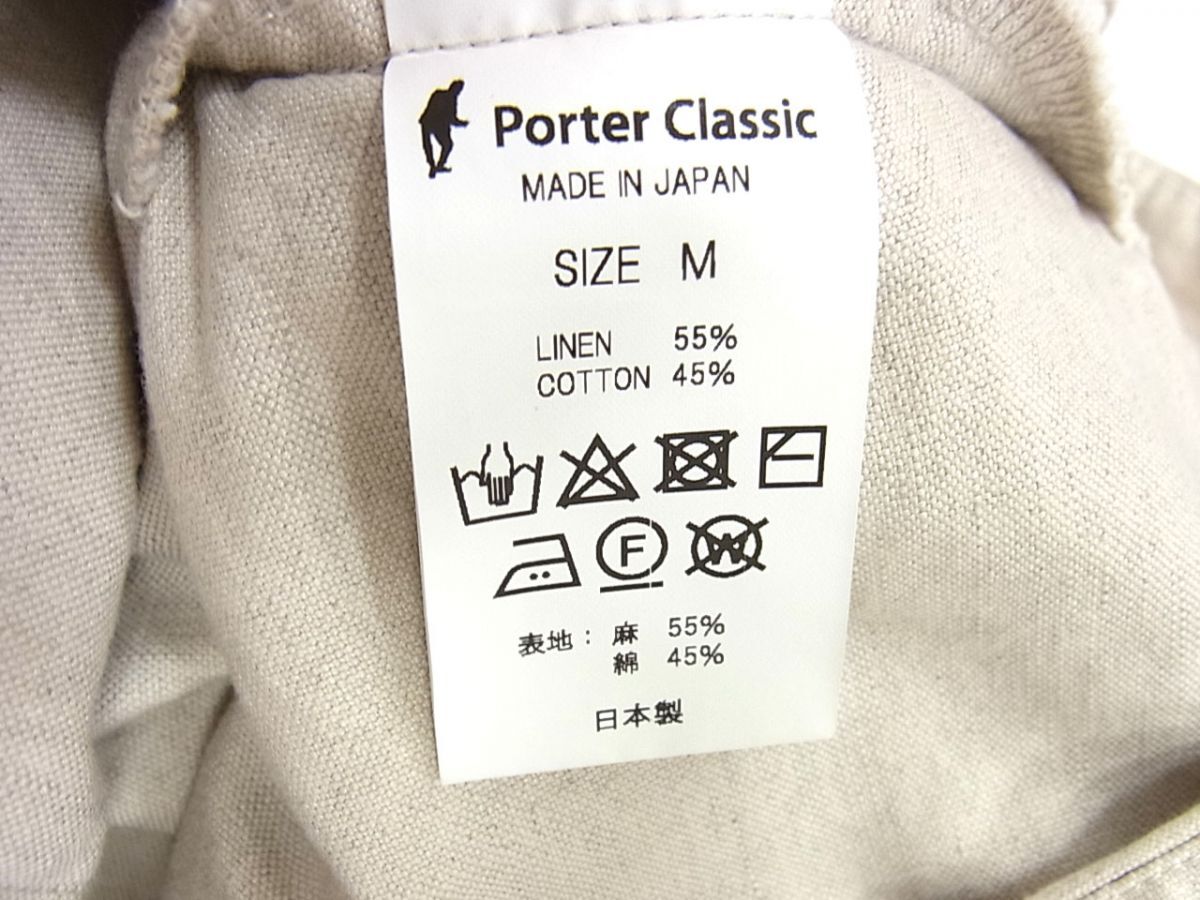 Porter Classic
MADE IN JAPAN
SIZE M
LINEN 55%
COTTON 45%
F W
表地： 麻 55%
綿 45%
日本製